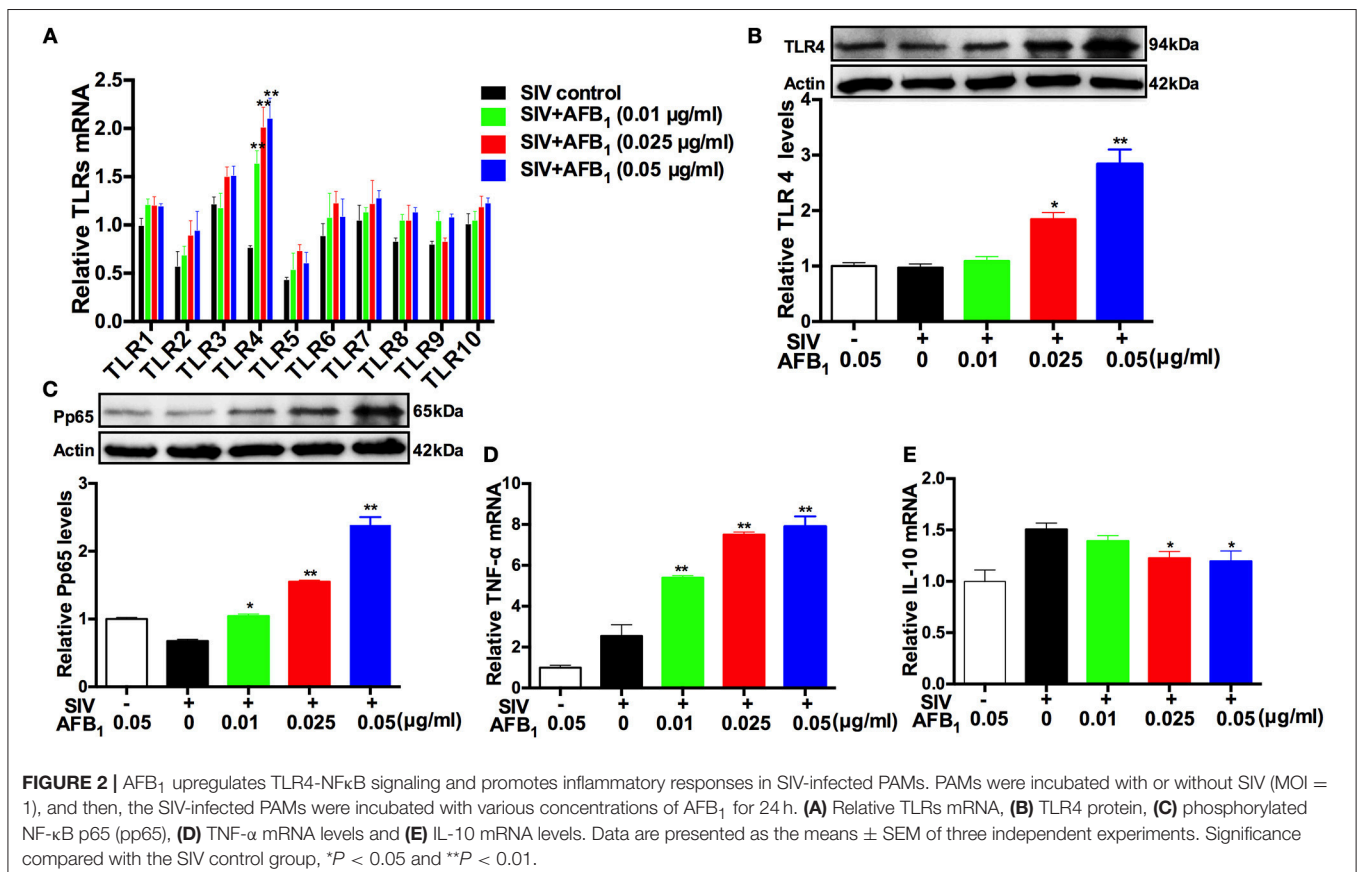 A
Relative TLRs mRNA
2.5
2.0
1.5
1.0
0.5
0.0
** ** **
TLR1 TLR2 TLR3 TLR4 TLR5 TLR6 TLR7 TLR8 TLR9 TLR10
SIV control
SIV+AFB1 (0.01 µg/ml)
SIV+AFB1 (0.025 µg/ml)
SIV+AFB1 (0.05 µg/ml)
B
TLR4 94kDa
Actin 42kDa
Relative TLR 4 levels
4
3
2
1
0
* **
SIV - + + + +
AFB1 0.05 0 0.01 0.025 0.05 (µg/ml)
C
Pp65 65kDa
Actin 42kDa
Relative Pp65 levels
3
2
1
0
* ** **
SIV - + + + +
AFB1 0.05 0 0.01 0.025 0.05 (µg/ml)
D
Relative TNF-α mRNA
10
8
6
4
2
0
** ** **
SIV - + + + +
AFB1 0.05 0 0.01 0.025 0.05 (µg/ml)
E
Relative IL-10 mRNA
2.0
1.5
1.0
0.5
0.0
* *
SIV - + + + +
AFB1 0.05 0 0.01 0.025 0.05 (µg/ml)
FIGURE 2 | AFB1 upregulates TLR4-NFκB signaling and promotes inflammatory responses in SIV-infected PAMs. PAMs were incubated with or without SIV (MOI =
1), and then, the SIV-infected PAMs were incubated with various concentrations of AFB1 for 24 h. (A) Relative TLRs mRNA, (B) TLR4 protein, (C) phosphorylated
NF-κB p65 (pp65), (D) TNF-α mRNA levels and (E) IL-10 mRNA levels. Data are presented as the means ± SEM of three independent experiments. Significance
compared with the SIV control group, *P < 0.05 and **P < 0.01.